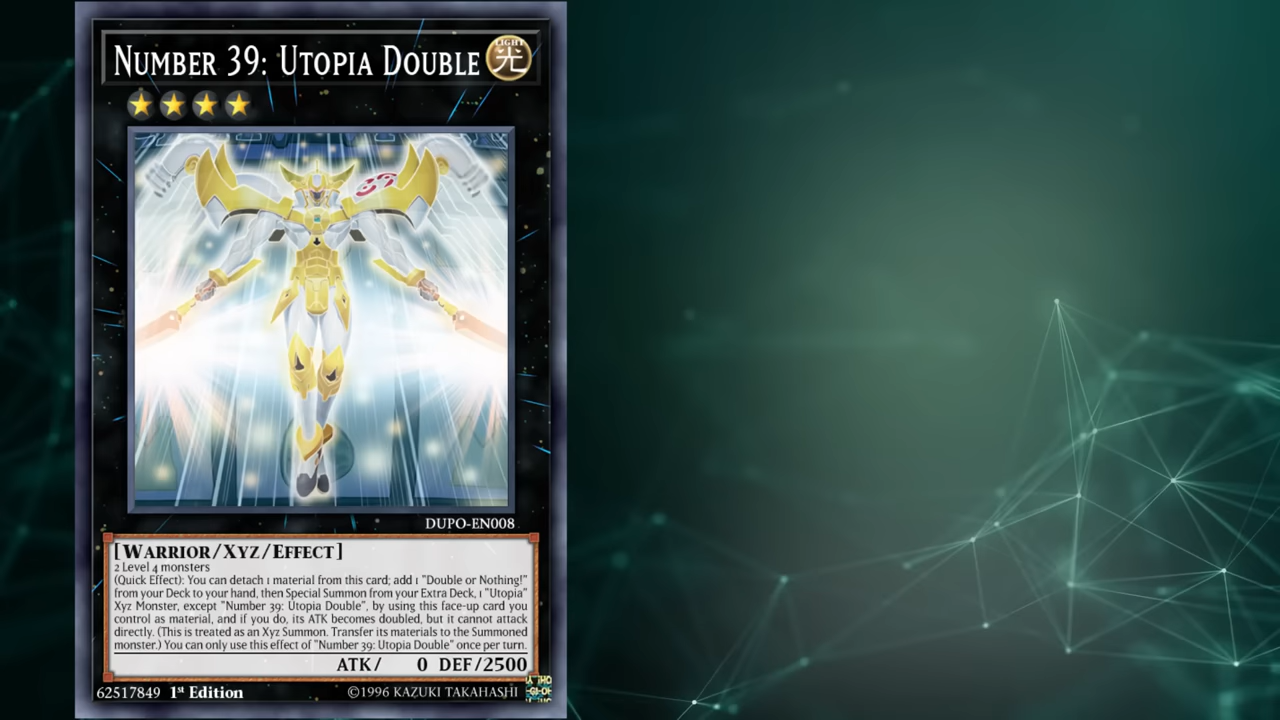 NUMBER 39: UTOPIA DOUBLE
LIGHT
光
39
DUPO-EN008
[WARRIOR/XYZ/EFFECT]
2 Level 4 monsters
(Quick Effect): You can detach 1 material from this card; add 1 "Double or Nothing!"
from your Deck to your hand, then Special Summon from your Extra Deck, 1 "Utopia"
Xyz Monster, except "Number 39: Utopia Double", by using this face-up card you
control as material, and if you do, its ATK becomes doubled, but it cannot attack
directly. (This is treated as an Xyz Summon. Transfer its materials to the Summoned
monster.) You can only use this effect of "Number 39: Utopia Double" once per turn.
ATK/ 0 DEF/2500
62517849 1st Edition ©1996 KAZUKI TAKAHASHI